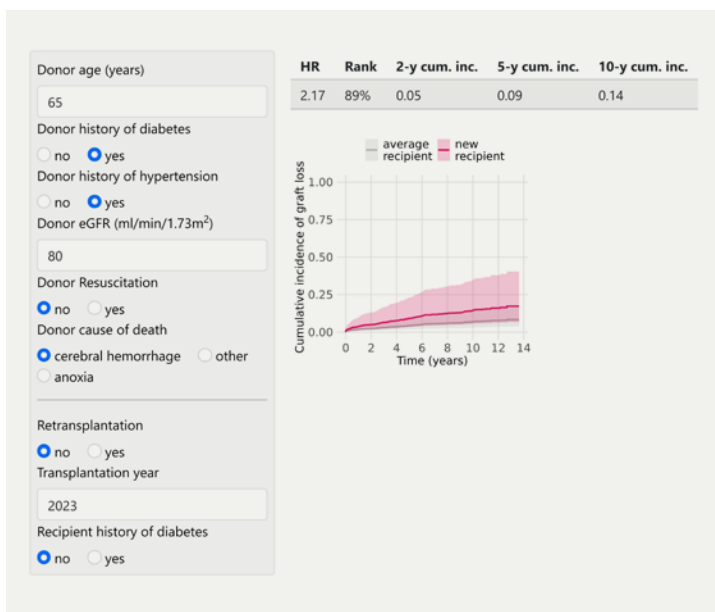 Donor age (years)
65
Donor history of diabetes
no yes
Donor history of hypertension
no yes
Donor eGFR (ml/min/1.73m²)
80
Donor Resuscitation
no yes
Donor cause of death
cerebral hemorrhage other
anoxia
Retransplantation
no yes
Transplantation year
2023
Recipient history of diabetes
no yes
HR Rank 2-y cum. inc. 5-y cum. inc. 10-y cum. inc.
2.17 89% 0.05 0.09 0.14
average recipient new recipient
Cumulative incidence of graft loss
1.00
0.75
0.50
0.25
0.00
0 2 4 6 8 10 12 14
Time (years)